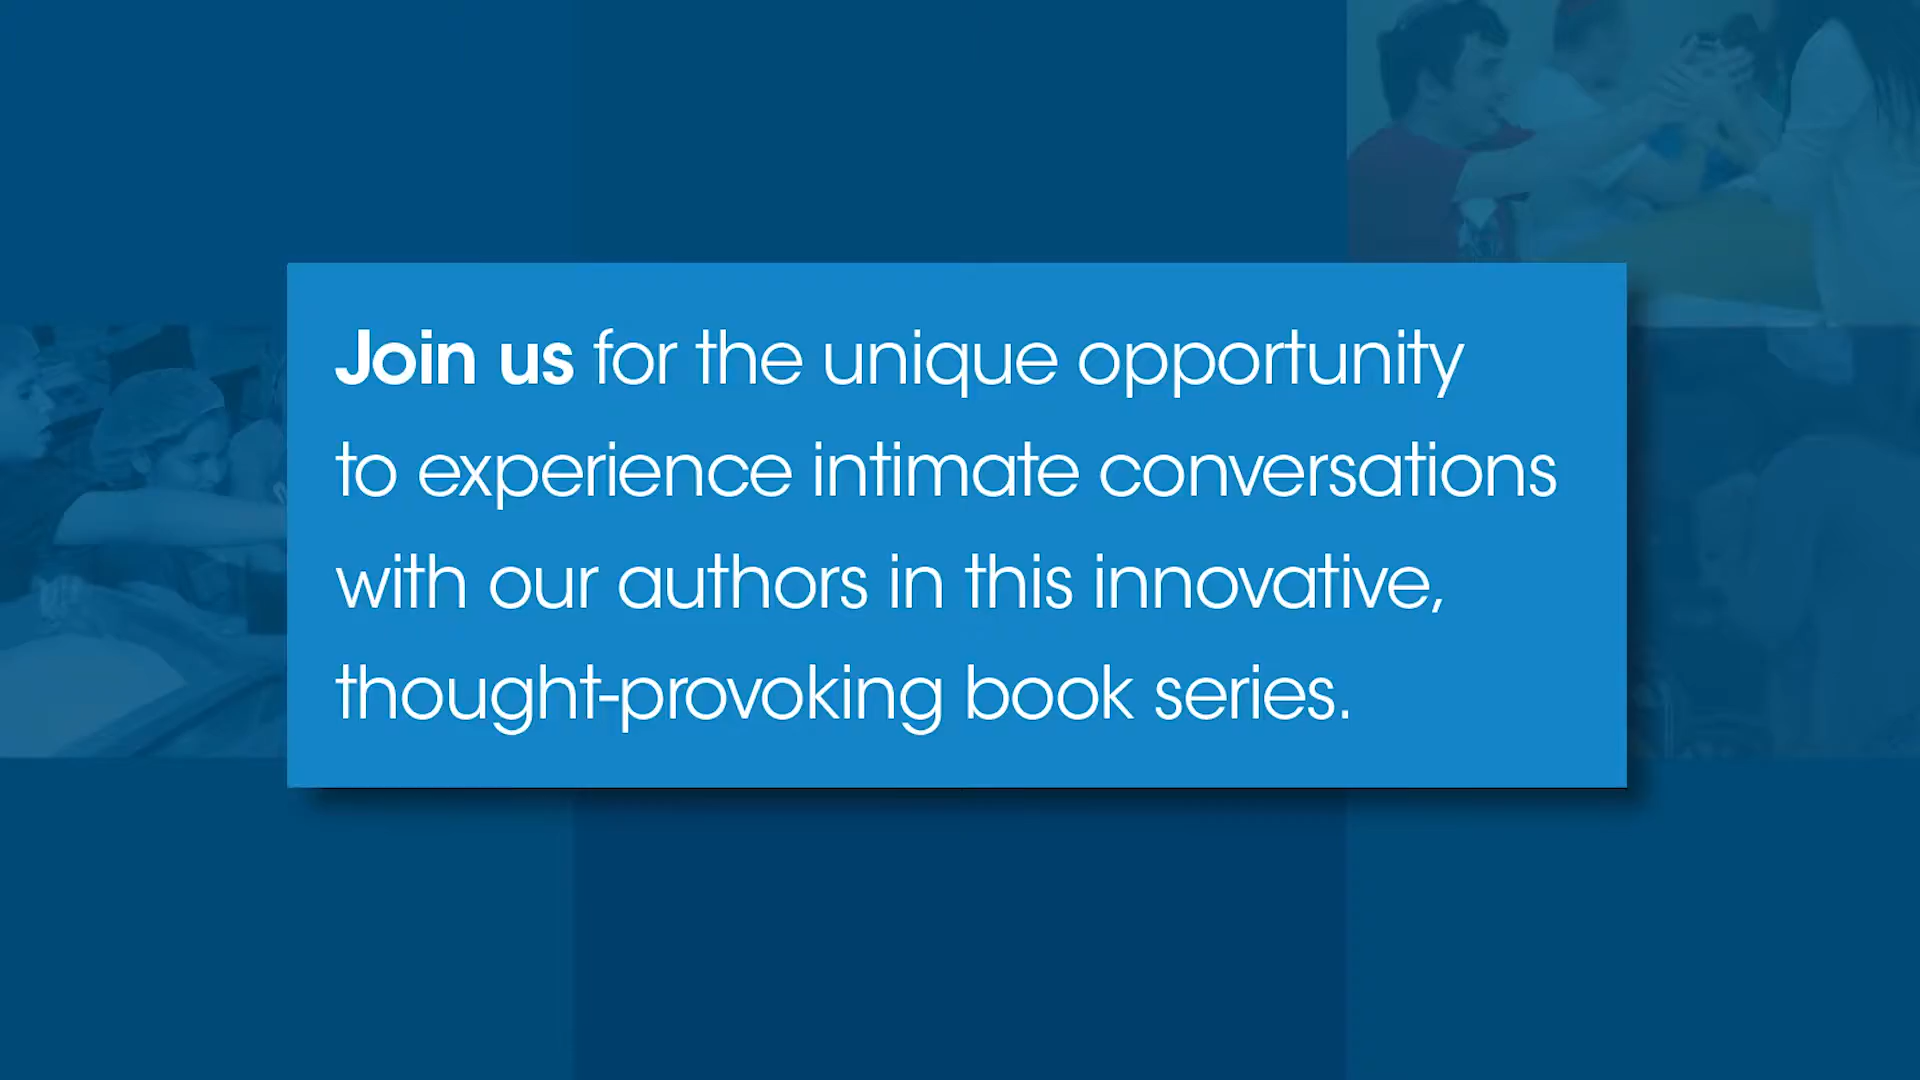 Join us for the unique opportunity
to experience intimate conversations
with our authors in this innovative,
thought-provoking book series.